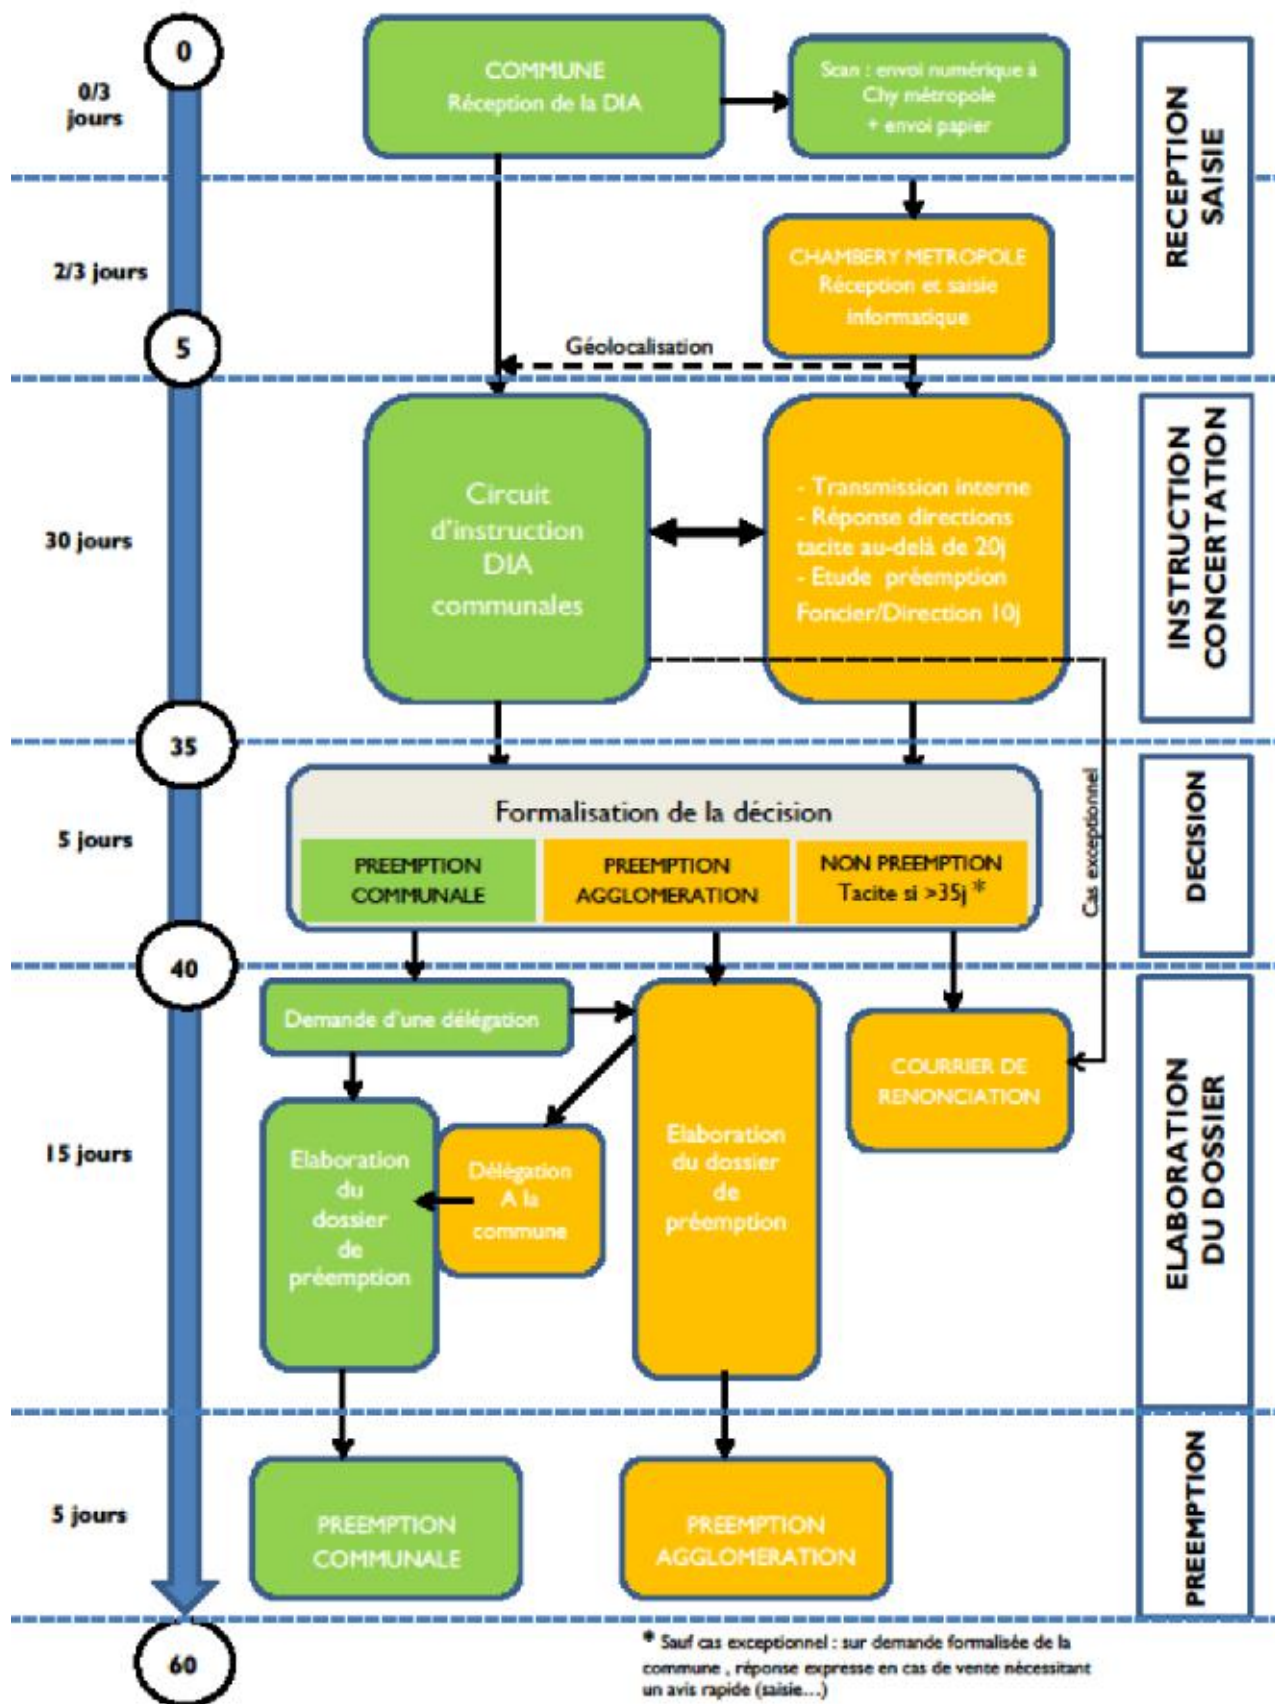 0
0/3
jours
COMMUNE
Réception de la DIA
Scan : envoi numérique à
Chy métropole
+ envoi papier
RECEPTION
SAISIE
2/3 jours
CHAMBERY METROPOLE
Réception et saisie
informatique
5
Géolocalisation
30 jours
Circuit
d'instruction
DIA
communales
- Transmission interne
- Réponse directions
tacite au-delà de 20j
- Etude préemption
Foncier/Direction 10j
INSTRUCTION
CONCERTATION
35
5 jours
Formalisation de la décision
PREEMPTION
COMMUNALE
PREEMPTION
AGGLOMERATION
NON PREEMPTION
Tacite si >35j *
Cas exceptionnel
DECISION
40
15 jours
Demande d'une délégation
Elaboration
du
dossier
de
préemption
Délégation
A la
commune
Elaboration
du dossier
de
préemption
COURRIER DE
RENONCIATION
ELABORATION
DU DOSSIER
5 jours
PREEMPTION
COMMUNALE
PREEMPTION
AGGLOMERATION
PREEMPTION
60
* Sauf cas exceptionnel : sur demande formalisée de la
commune , réponse expresse en cas de vente nécessitant
un avis rapide (saisie...)